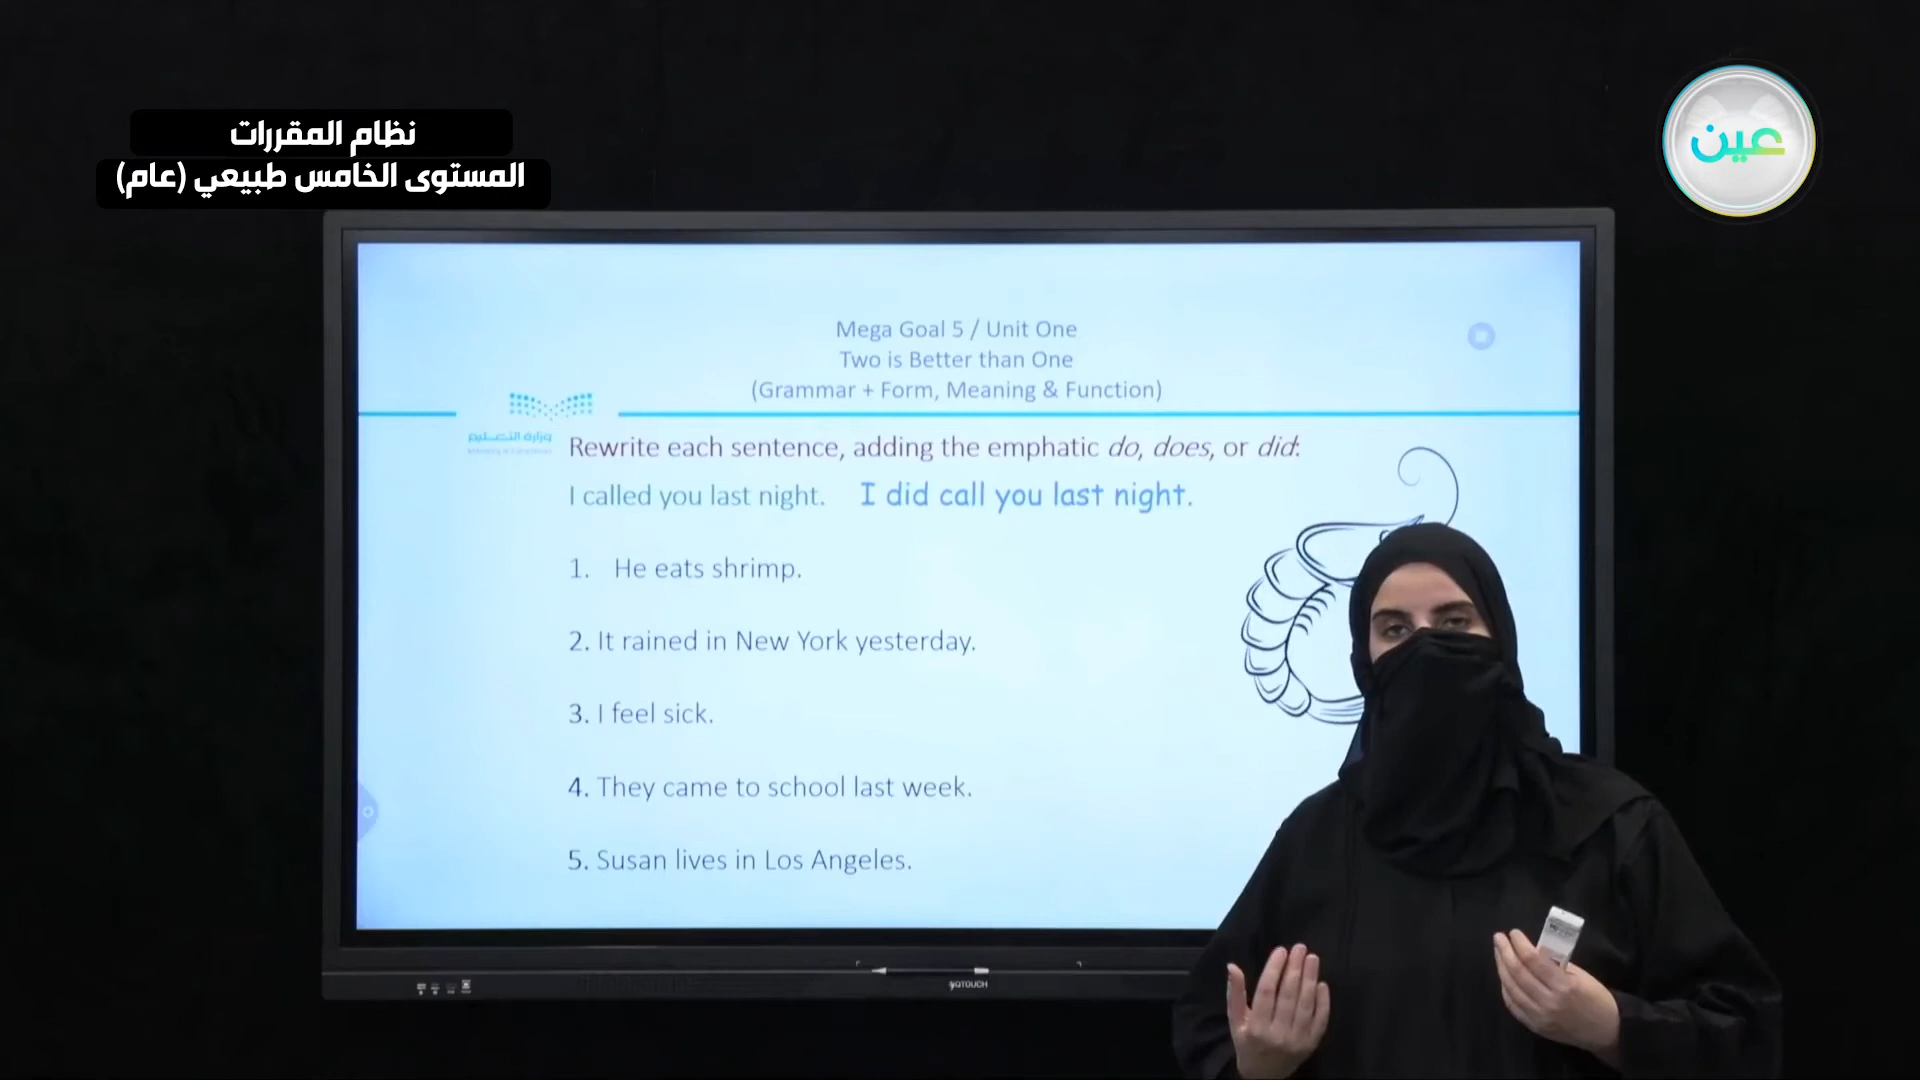 نظام المقررات
المستوى الخامس طبيعي (عام)
عين
Mega Goal 5 / Unit One
Two is Better than One
(Grammar + Form, Meaning & Function)
وزارة التعليم
Rewrite each sentence, adding the emphatic do, does, or did:
I called you last night. I did call you last night.
1. He eats shrimp.
2. It rained in New York yesterday.
3. I feel sick.
4. They came to school last week.
5. Susan lives in Los Angeles.